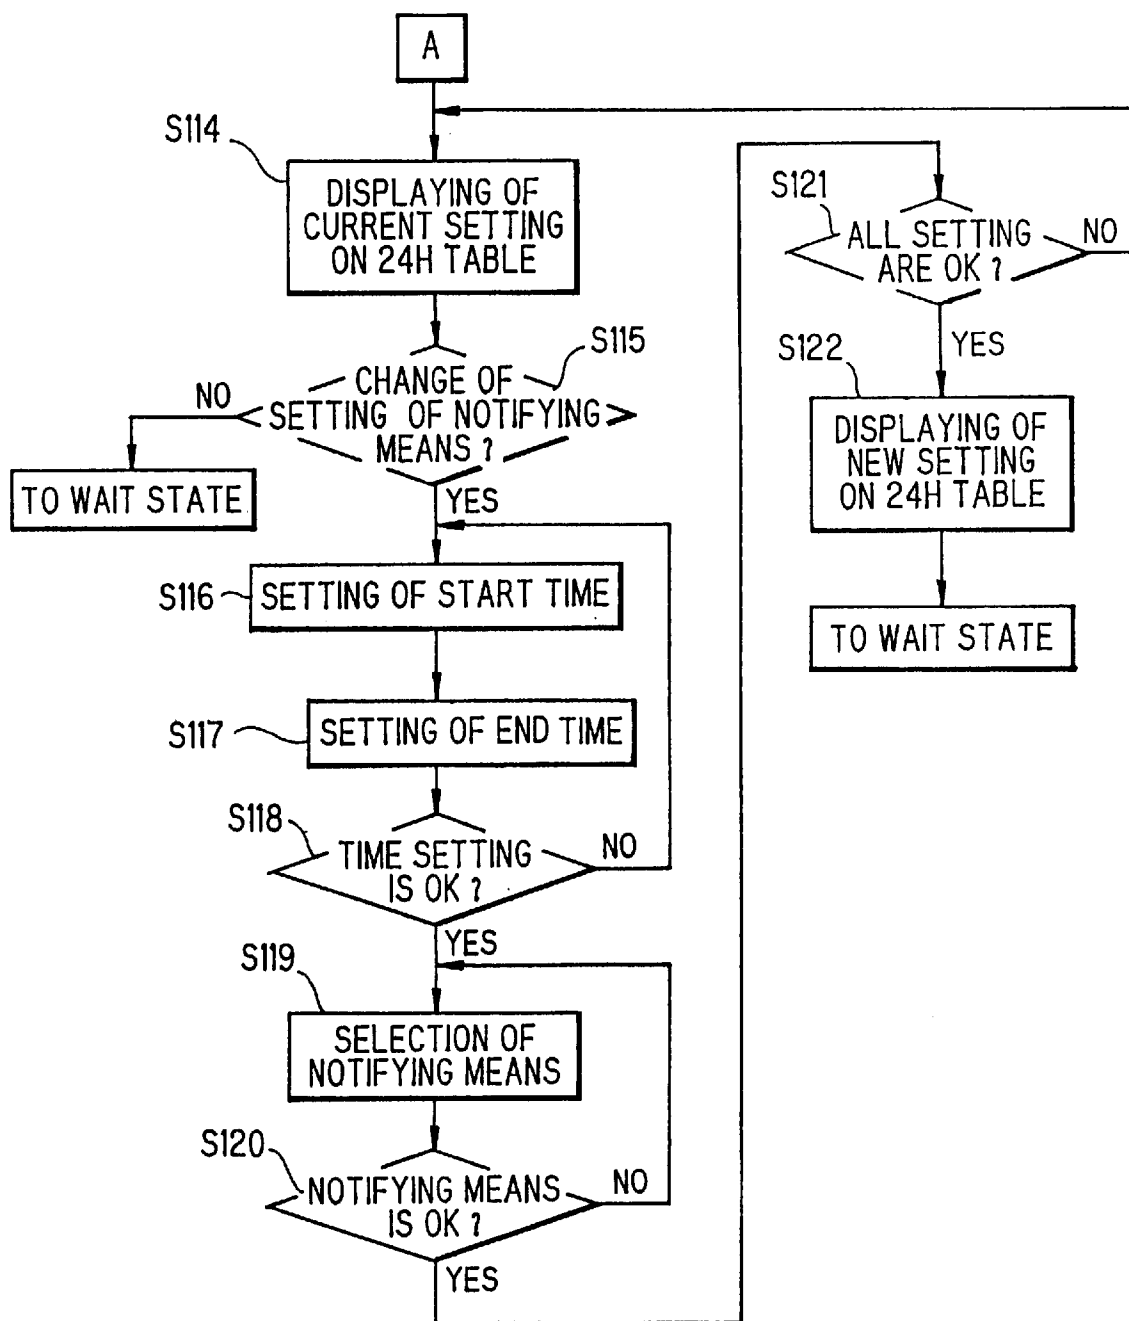 A
S114
DISPLAYING OF
CURRENT SETTING
ON 24H TABLE
S115
CHANGE OF
SETTING OF NOTIFYING
MEANS ?
NO
TO WAIT STATE
YES
S116
SETTING OF START TIME
S117
SETTING OF END TIME
S118
TIME SETTING
IS OK ?
NO
YES
S119
SELECTION OF
NOTIFYING MEANS
S120
NOTIFYING MEANS
IS OK ?
NO
YES
S121
ALL SETTING
ARE OK ?
NO
YES
S122
DISPLAYING OF
NEW SETTING
ON 24H TABLE
TO WAIT STATE